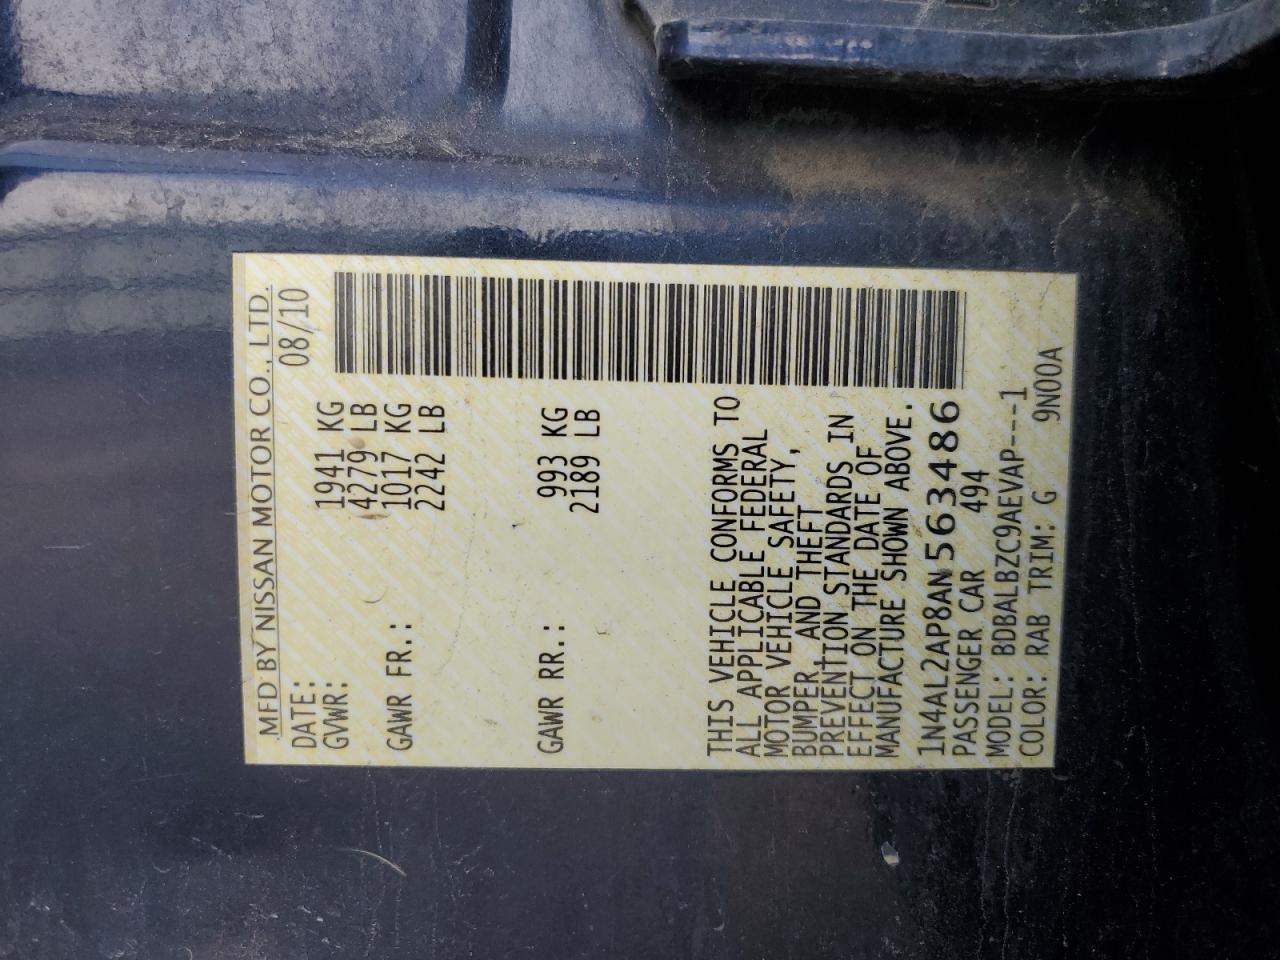 MFD BY NISSAN MOTOR CO., LTD.
DATE: 08/10
GVWR: 1941 KG
4279 LB
GAWR FR.: 1017 KG
2242 LB
GAWR RR.: 993 KG
2189 LB
THIS VEHICLE CONFORMS TO
ALL APPLICABLE FEDERAL
MOTOR VEHICLE SAFETY,
BUMPER, AND THEFT
PREVENTION STANDARDS IN
EFFECT ON THE DATE OF
MANUFACTURE SHOWN ABOVE.
1N4AL2AP8AN563486
PASSENGER CAR 494
MODEL: BDBALBZC9AEVAP---1
COLOR: RAB TRIM: G 9N00A